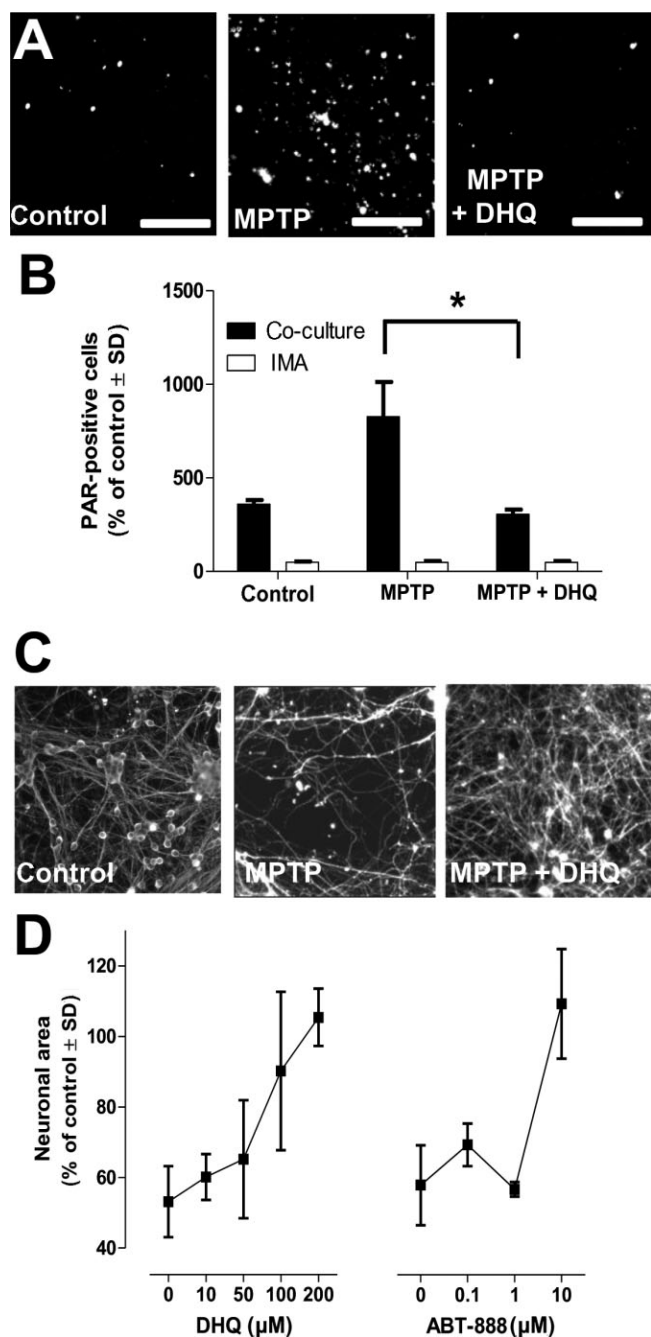 A
Control
MPTP
MPTP
+ DHQ
B
PAR-positive cells
(% of control ± SD)
1500
1000
500
0
Co-culture
IMA
*
Control MPTP MPTP + DHQ
C
Control
MPTP
MPTP + DHQ
D
Neuronal area
(% of control ± SD)
120
100
80
60
40
0 10 50 100 200
DHQ (µM)
0 0.1 1 10
ABT-888 (µM)